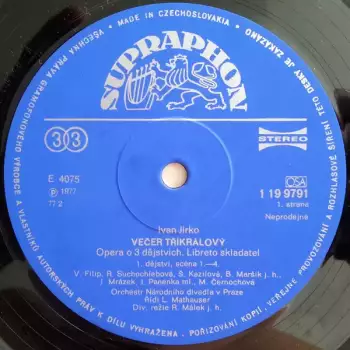 MADE IN CZECHOSLOVAKIA • VŠECHNA PRÁVA GRAMOFONOVÉHO VÝROBCE A VLASTNÍKŮ AUTORSKÝCH PRÁV K DÍLU VYHRAŽENA. POŘIZOVÁNÍ KOPIÍ, VEŘEJNÉ PROVOZOVÁNÍ A ROZHLASOVÉ ŠÍŘENÍ TÉTO DESKY JE ZAKÁZÁNO
SUPRAPHON
33
STEREO
E 4075
℗ 1977
77 2
OSA
1 19 9791
1. strana
Neprodejné
Ivan Jirko
VEČER TŘÍKRÁLOVÝ
Opera o 3 dějstvích. Libreto skladatel
1. dějství, scéna 1.–4.
V. Filip, R. Suchochlebová, S. Kazilová, B. Maršík j. h.,
J. Mrázek, I. Paněnka ml., M. Černochová
Orchestr Národního divadla v Praze
Řídí L. Mathauser
Div. režie R. Málek j. h.